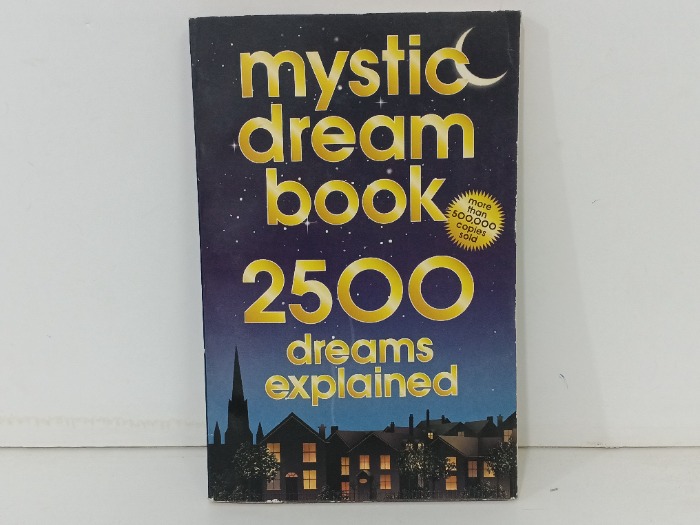 mystic
dream
book
more
than
500,000
copies
sold
2500
dreams
explained